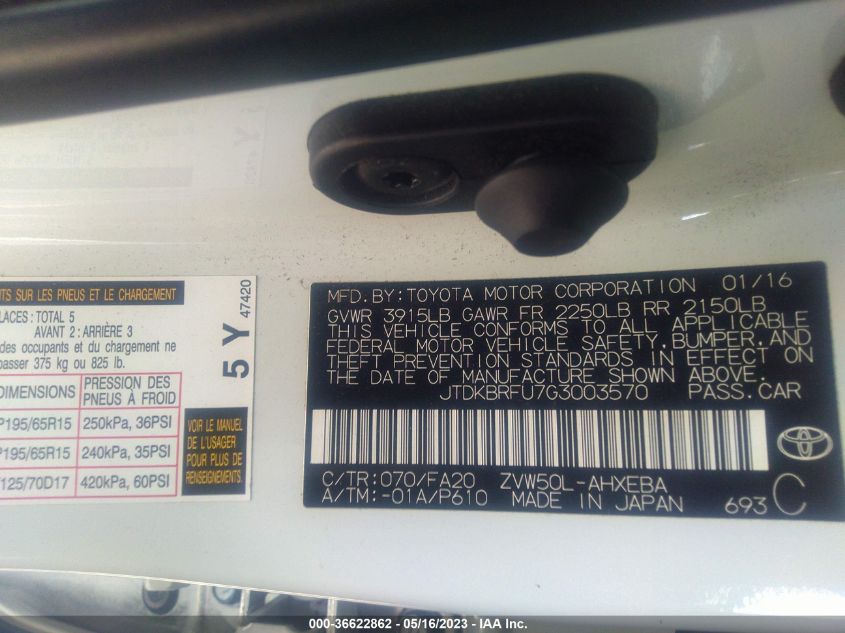 NTS SUR LES PNEUS ET LE CHARGEMENT
LACES : TOTAL 5
AVANT 2 : ARRIÈRE 3
des occupants et du chargement ne
passer 375 kg ou 825 lb.
5 Y
47420
DIMENSIONS
PRESSION DES PNEUS À FROID
P195/65R15 250kPa, 36PSI
P195/65R15 240kPa, 35PSI
T125/70D17 420kPa, 60PSI
VOIR LE MANUEL
DE L'USAGER
POUR PLUS DE
RENSEIGNEMENTS
MFD. BY: TOYOTA MOTOR CORPORATION 01/16
GVWR 3915LB GAWR FR 2250LB RR 2150LB
THIS VEHICLE CONFORMS TO ALL APPLICABLE
FEDERAL MOTOR VEHICLE SAFETY, BUMPER, AND
THEFT PREVENTION STANDARDS IN EFFECT ON
THE DATE OF MANUFACTURE SHOWN ABOVE.
JTDKBRFU7G3003570 PASS. CAR
TOYOTA
C/TR: 070/FA20 ZVW50L-AHXEBA
A/TM: -01A/P610 MADE IN JAPAN 693 C
000-36622862 - 05/16/2023 - IAA Inc.